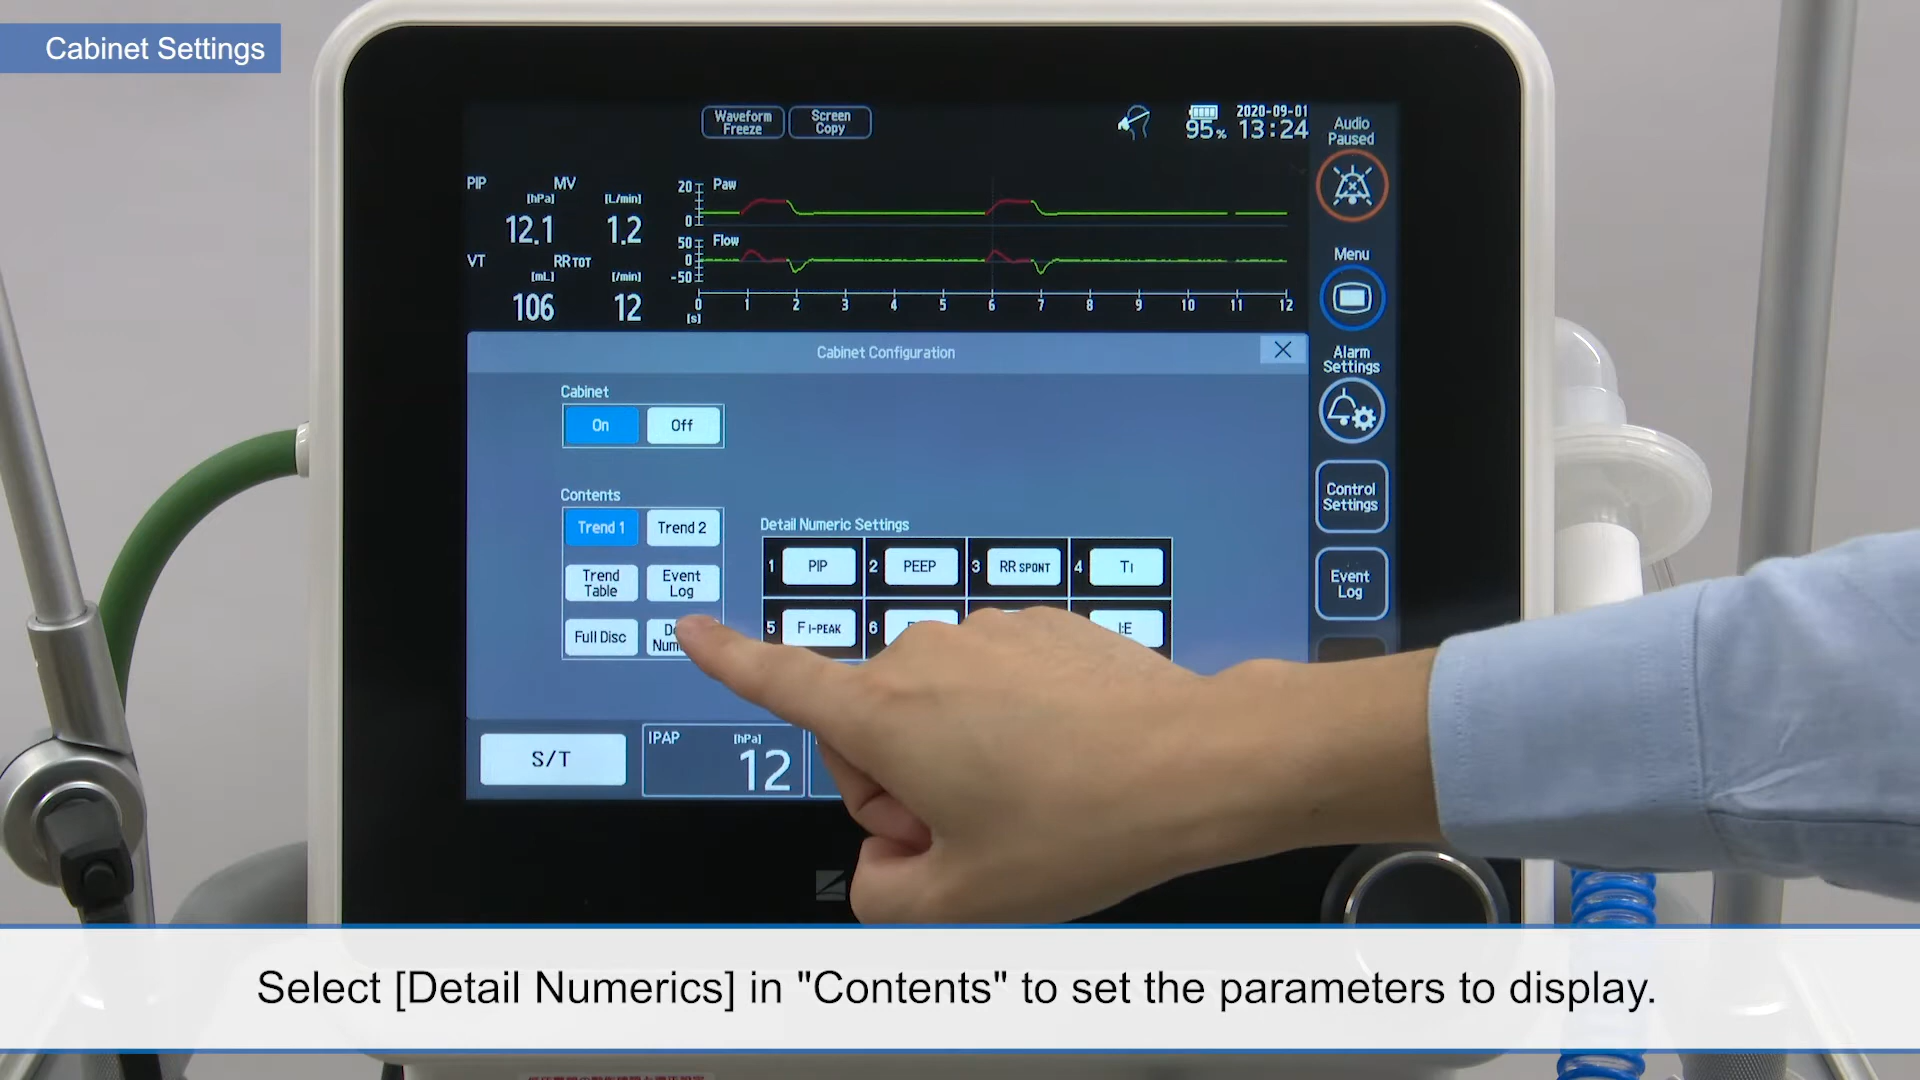 Cabinet Settings
Waveform Freeze
Screen Copy
95%
2020-09-01
13:24
Audio Paused
PIP
[hPa]
12.1
MV
[L/min]
1.2
VT
[mL]
106
RR TOT
[/min]
12
20
0
Paw
50
0
-50
Flow
0 1 2 3 4 5 6 7 8 9 10 11 12
[s]
Menu
Alarm Settings
Control Settings
Event Log
Cabinet Configuration
Cabinet
On
Off
Contents
Trend 1
Trend 2
Trend Table
Event Log
Full Disc
Detail Numeric Settings
1 PIP
2 PEEP
3 RR SPONT
4 TI
5 F I-PEAK
6
I:E
S/T
IPAP
[hPa]
12
Select [Detail Numerics] in "Contents" to set the parameters to display.